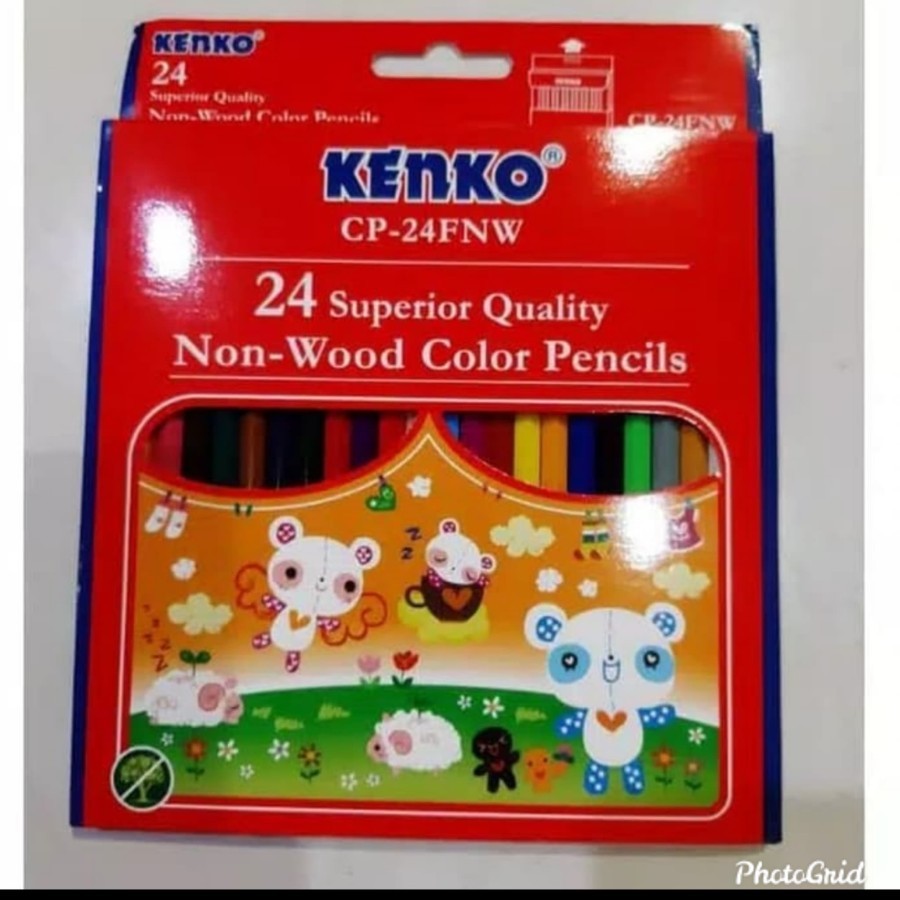 KENKO®
24
Superior Quality
Non-Wood Color Pencils
KENKO
CP-24FNW
KENKO®
CP-24FNW
24 Superior Quality
Non-Wood Color Pencils
z
z
z
z
z
z
PhotoGrid